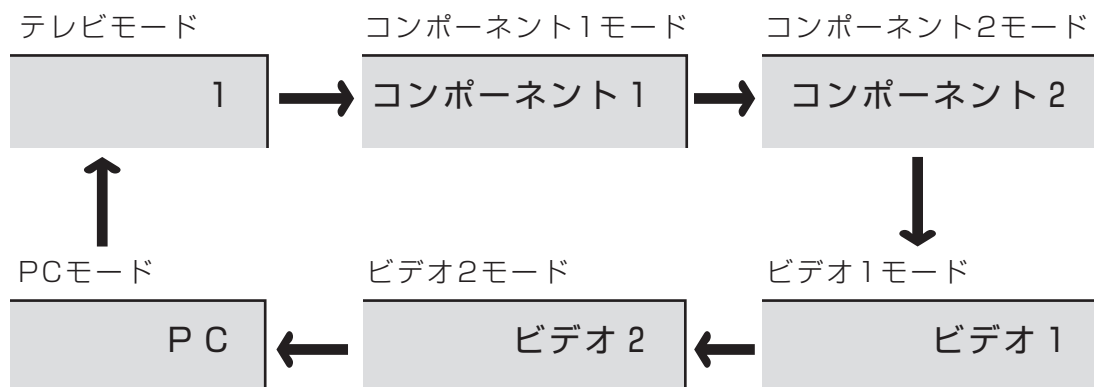 テレビモード
コンポーネント1モード
コンポーネント2モード
1
コンポーネント1
コンポーネント2
PCモード
ビデオ2モード
ビデオ1モード
PC
ビデオ2
ビデオ1